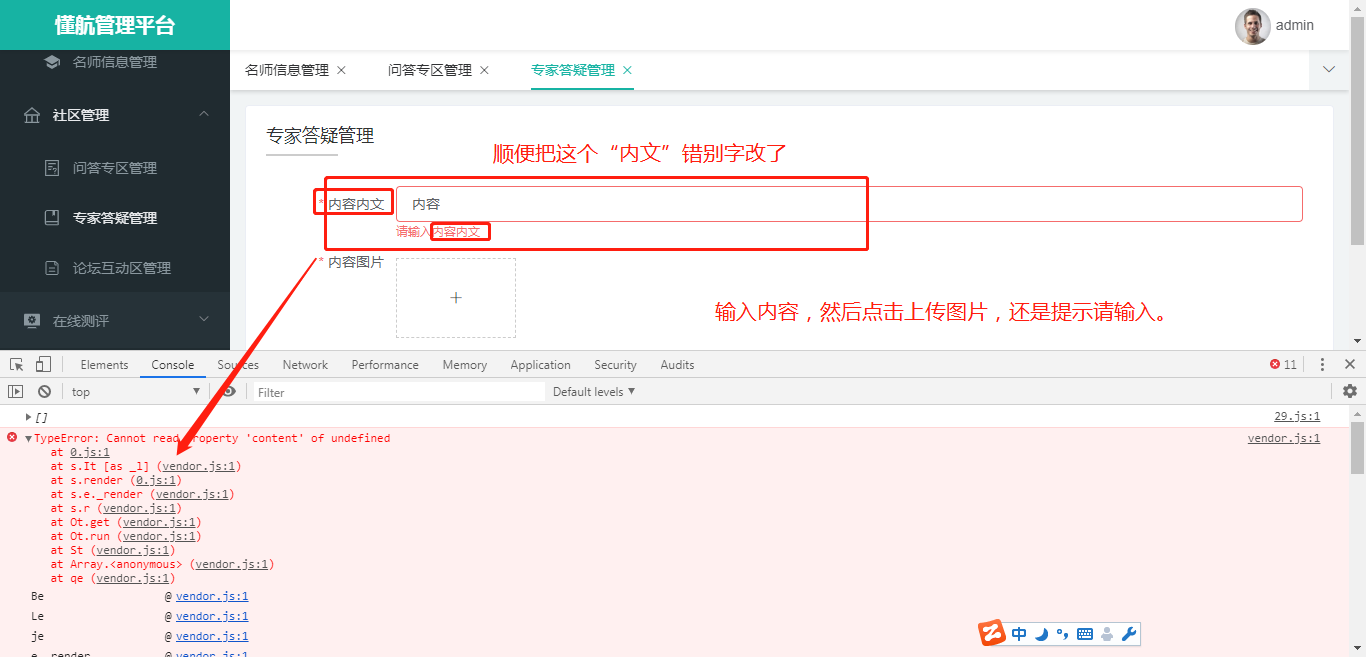 懂航管理平台
admin
名师信息管理
名师信息管理 ×
问答专区管理 ×
专家答疑管理 ×
社区管理
问答专区管理
专家答疑管理
论坛互动区管理
在线测评
专家答疑管理
顺便把这个“内文”错别字改了
* 内容内文
内容
请输入内容内文
* 内容图片
+
输入内容，然后点击上传图片，还是提示请输入。
Elements Console Sources Network Performance Memory Application Security Audits 11
top Filter Default levels
[] 29.js:1
TypeError: Cannot read property 'content' of undefined vendor.js:1
at 0.js:1
at s.It [as _l] (vendor.js:1)
at s.render (0.js:1)
at s.e._render (vendor.js:1)
at s.r (vendor.js:1)
at Ot.get (vendor.js:1)
at Ot.run (vendor.js:1)
at St (vendor.js:1)
at Array.<anonymous> (vendor.js:1)
at qe (vendor.js:1)
Be @ vendor.js:1
Le @ vendor.js:1
je @ vendor.js:1
e._render @ vendor.js:1
中